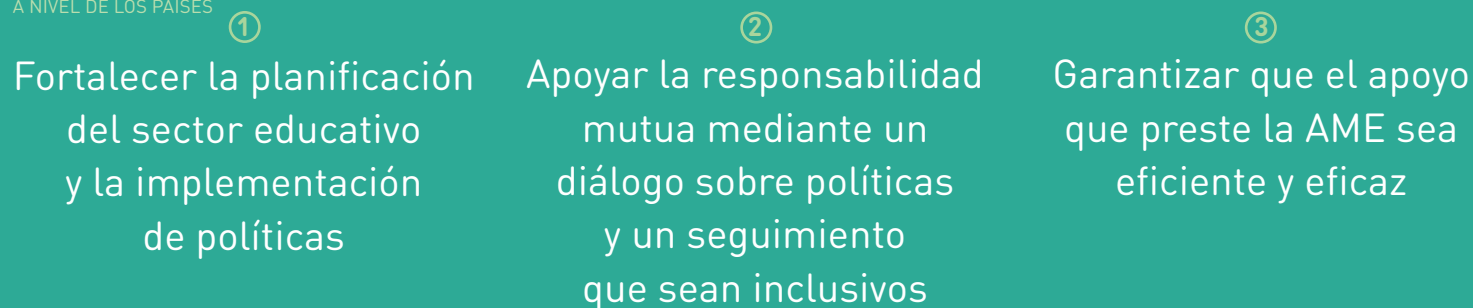 A NIVEL DE LOS PAÍSES
①
Fortalecer la planificación
del sector educativo
y la implementación
de políticas
②
Apoyar la responsabilidad
mutua mediante un
diálogo sobre políticas
y un seguimiento
que sean inclusivos
③
Garantizar que el apoyo
que preste la AME sea
eficiente y eficaz